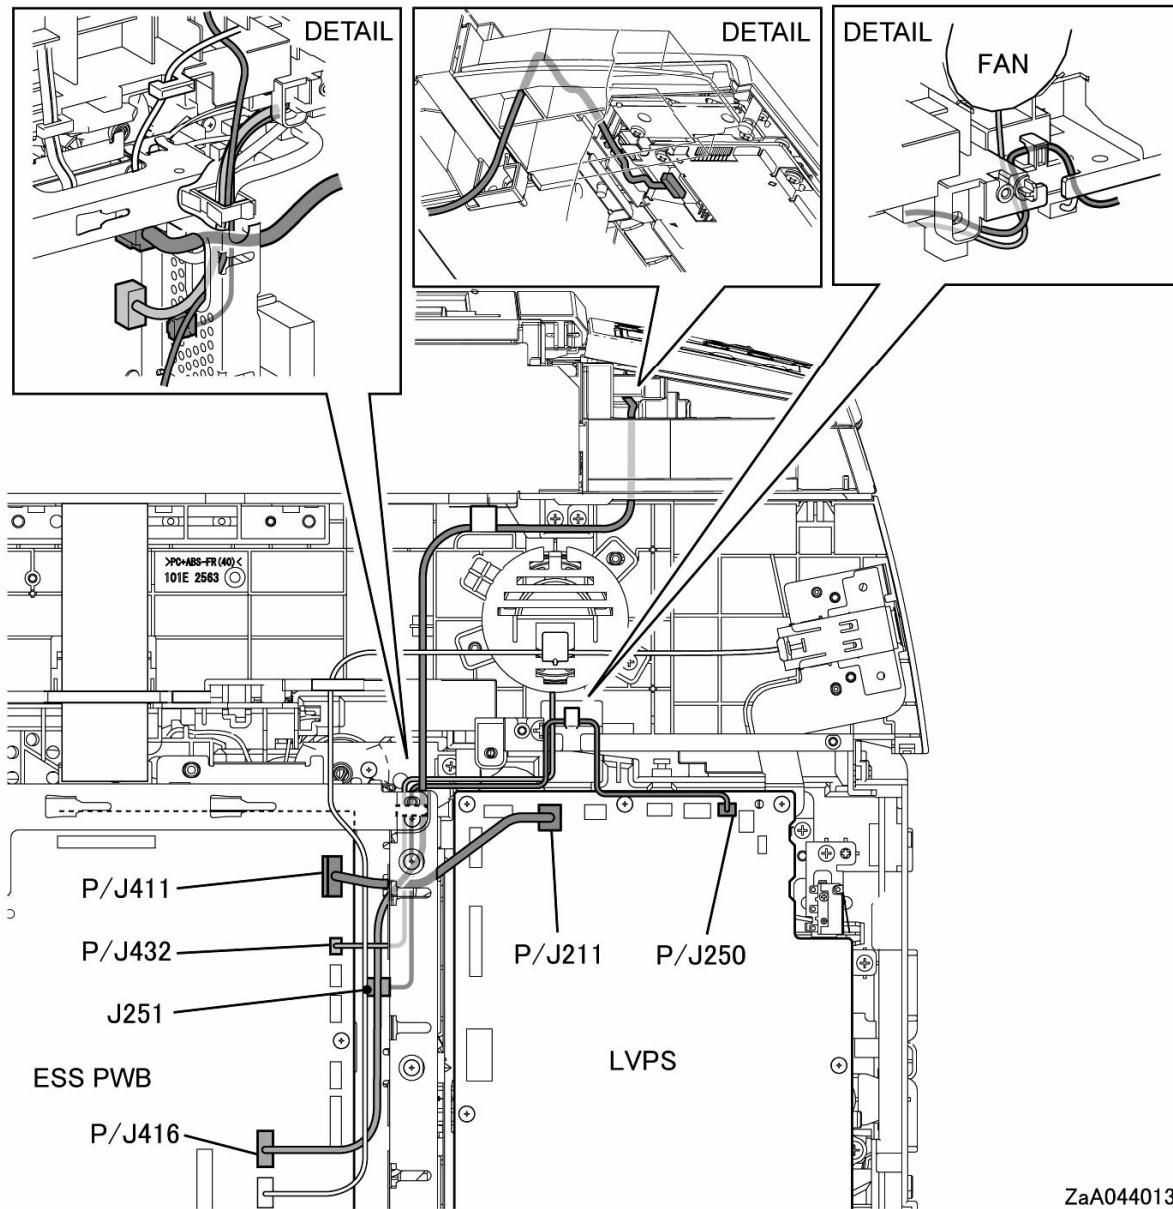 DETAIL
DETAIL
DETAIL
FAN
>PC+ABS-FR(40)<
101E 2563
P/J411
P/J432
P/J211
P/J250
J251
LVPS
ESS PWB
P/J416
ZaA044013